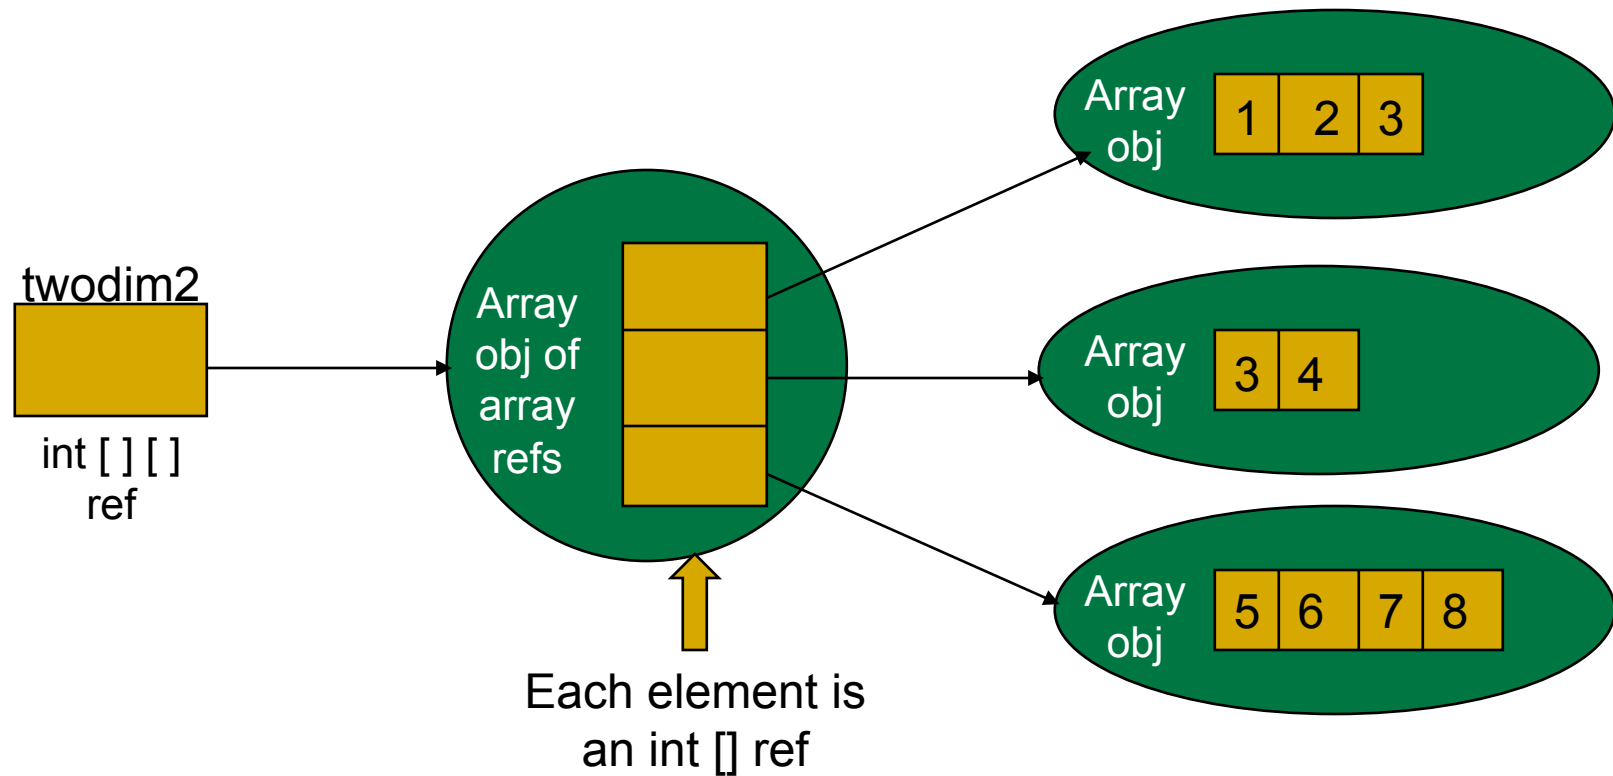 twodim2
int [ ] [ ]
ref
Array
obj of
array
refs
Each element is
an int [] ref
Array
obj
1 2 3
Array
obj
3 4
Array
obj
5 6 7 8